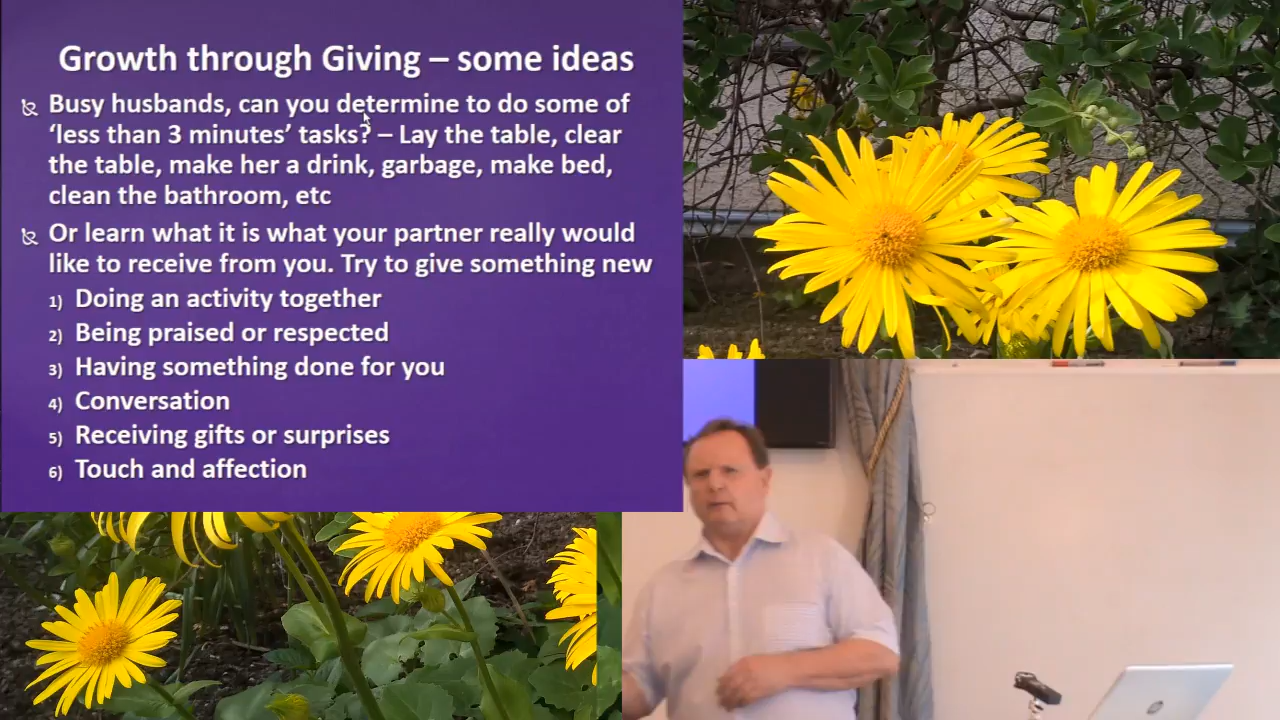 Growth through Giving – some ideas
Busy husbands, can you determine to do some of
‘less than 3 minutes’ tasks? – Lay the table, clear
the table, make her a drink, garbage, make bed,
clean the bathroom, etc
Or learn what it is what your partner really would
like to receive from you. Try to give something new
1) Doing an activity together
2) Being praised or respected
3) Having something done for you
4) Conversation
5) Receiving gifts or surprises
6) Touch and affection